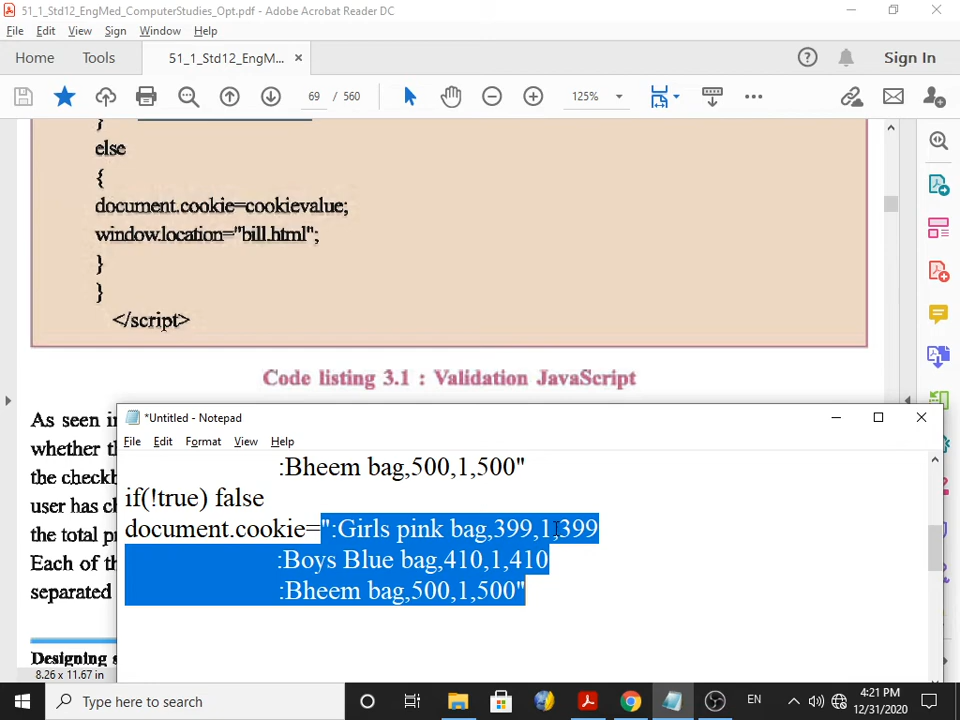 51_1_Std12_EngMed_ComputerStudies_Opt.pdf - Adobe Acrobat Reader DC
File Edit View Sign Window Help
Home Tools 51_1_Std12_EngM... × Sign In
69 / 560 125%
}
else
{
document.cookie=cookievalue;
window.location="bill.html";
}
}
</script>
Code listing 3.1 : Validation JavaScript
As seen in
whether th
the checkb
user has ch
the total pr
Each of th
separated
Designing s
8.26 x 11.67 in
*Untitled - Notepad
File Edit Format View Help
:Bheem bag,500,1,500"
if(!true) false
document.cookie=":Girls pink bag,399,1,399
:Boys Blue bag,410,1,410
:Bheem bag,500,1,500"
Type here to search
EN
4:21 PM
12/31/2020